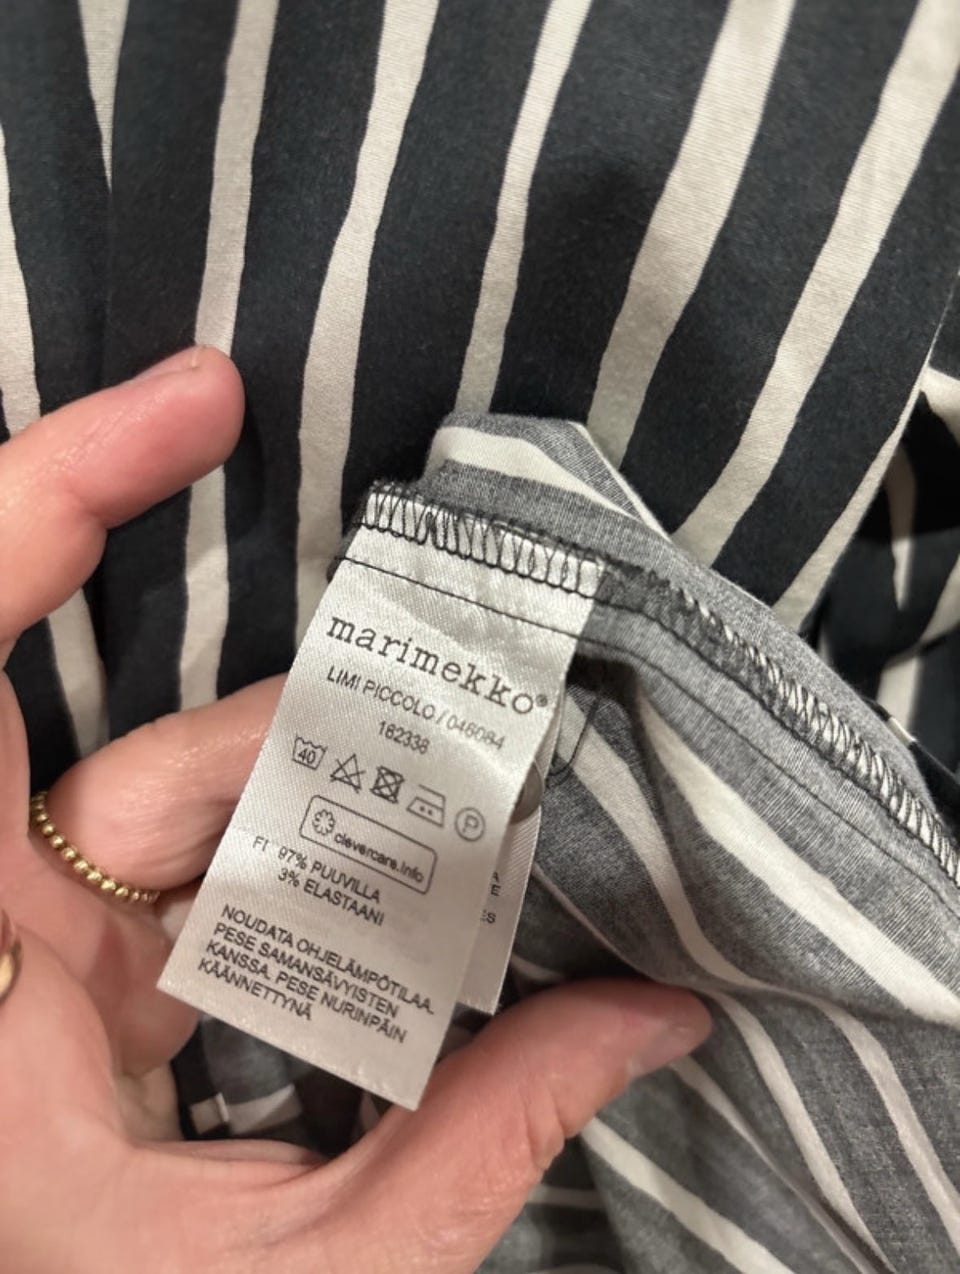 marimekko®
LIMI PICCOLO / 046084
182338
40
P
clevercare.info
FI 97% PUUVILLA
3% ELASTAANI
NOUDATA OHJELÄMPÖTILAA.
PESE SAMANSÄVYISTEN
KANSSA. PESE NURINPÄIN
KÄÄNNETTYNÄ